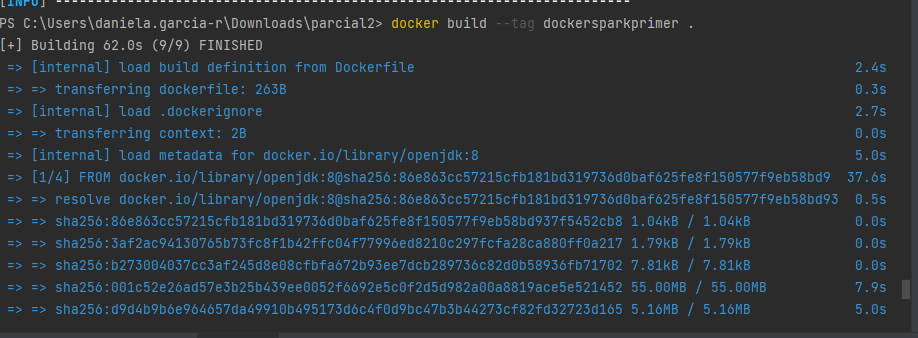 [INFO] ------------------------------------------------------------------------
PS C:\Users\daniela.garcia-r\Downloads\parcial2> docker build --tag dockersparkprimer .
[+] Building 62.0s (9/9) FINISHED
=> [internal] load build definition from Dockerfile 2.4s
=> => transferring dockerfile: 263B 0.3s
=> [internal] load .dockerignore 2.7s
=> => transferring context: 2B 0.0s
=> [internal] load metadata for docker.io/library/openjdk:8 5.0s
=> [1/4] FROM docker.io/library/openjdk:8@sha256:86e863cc57215cfb181bd319736d0baf625fe8f150577f9eb58bd9 37.6s
=> => resolve docker.io/library/openjdk:8@sha256:86e863cc57215cfb181bd319736d0baf625fe8f150577f9eb58bd93 0.5s
=> => sha256:86e863cc57215cfb181bd319736d0baf625fe8f150577f9eb58bd937f5452cb8 1.04kB / 1.04kB 0.0s
=> => sha256:3af2ac94130765b73fc8f1b42ffc04f77996ed8210c297fcfa28ca880ff0a217 1.79kB / 1.79kB 0.0s
=> => sha256:b273004037cc3af245d8e08cfbfa672b93ee7dcb289736c82d0b58936fb71702 7.81kB / 7.81kB 0.0s
=> => sha256:001c52e26ad57e3b25b439ee0052f6692e5c0f2d5d982a00a8819ace5e521452 55.00MB / 55.00MB 7.9s
=> => sha256:d9d4b9b6e964657da49910b495173d6c4f0d9bc47b3b44273cf82fd32723d165 5.16MB / 5.16MB 5.0s